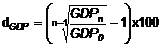 d_GDP = ( ⁿ⁻¹√(GDP_n / GDP_0) - 1 ) x100